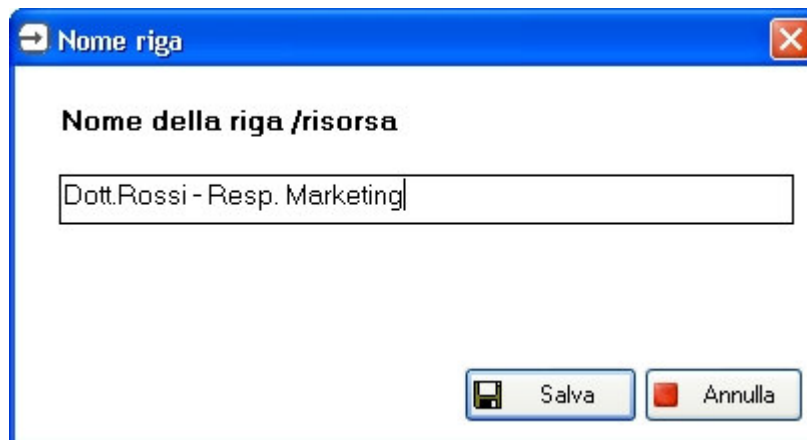 Nome riga
Nome della riga /risorsa
Dott.Rossi - Resp. Marketing
Salva
Annulla